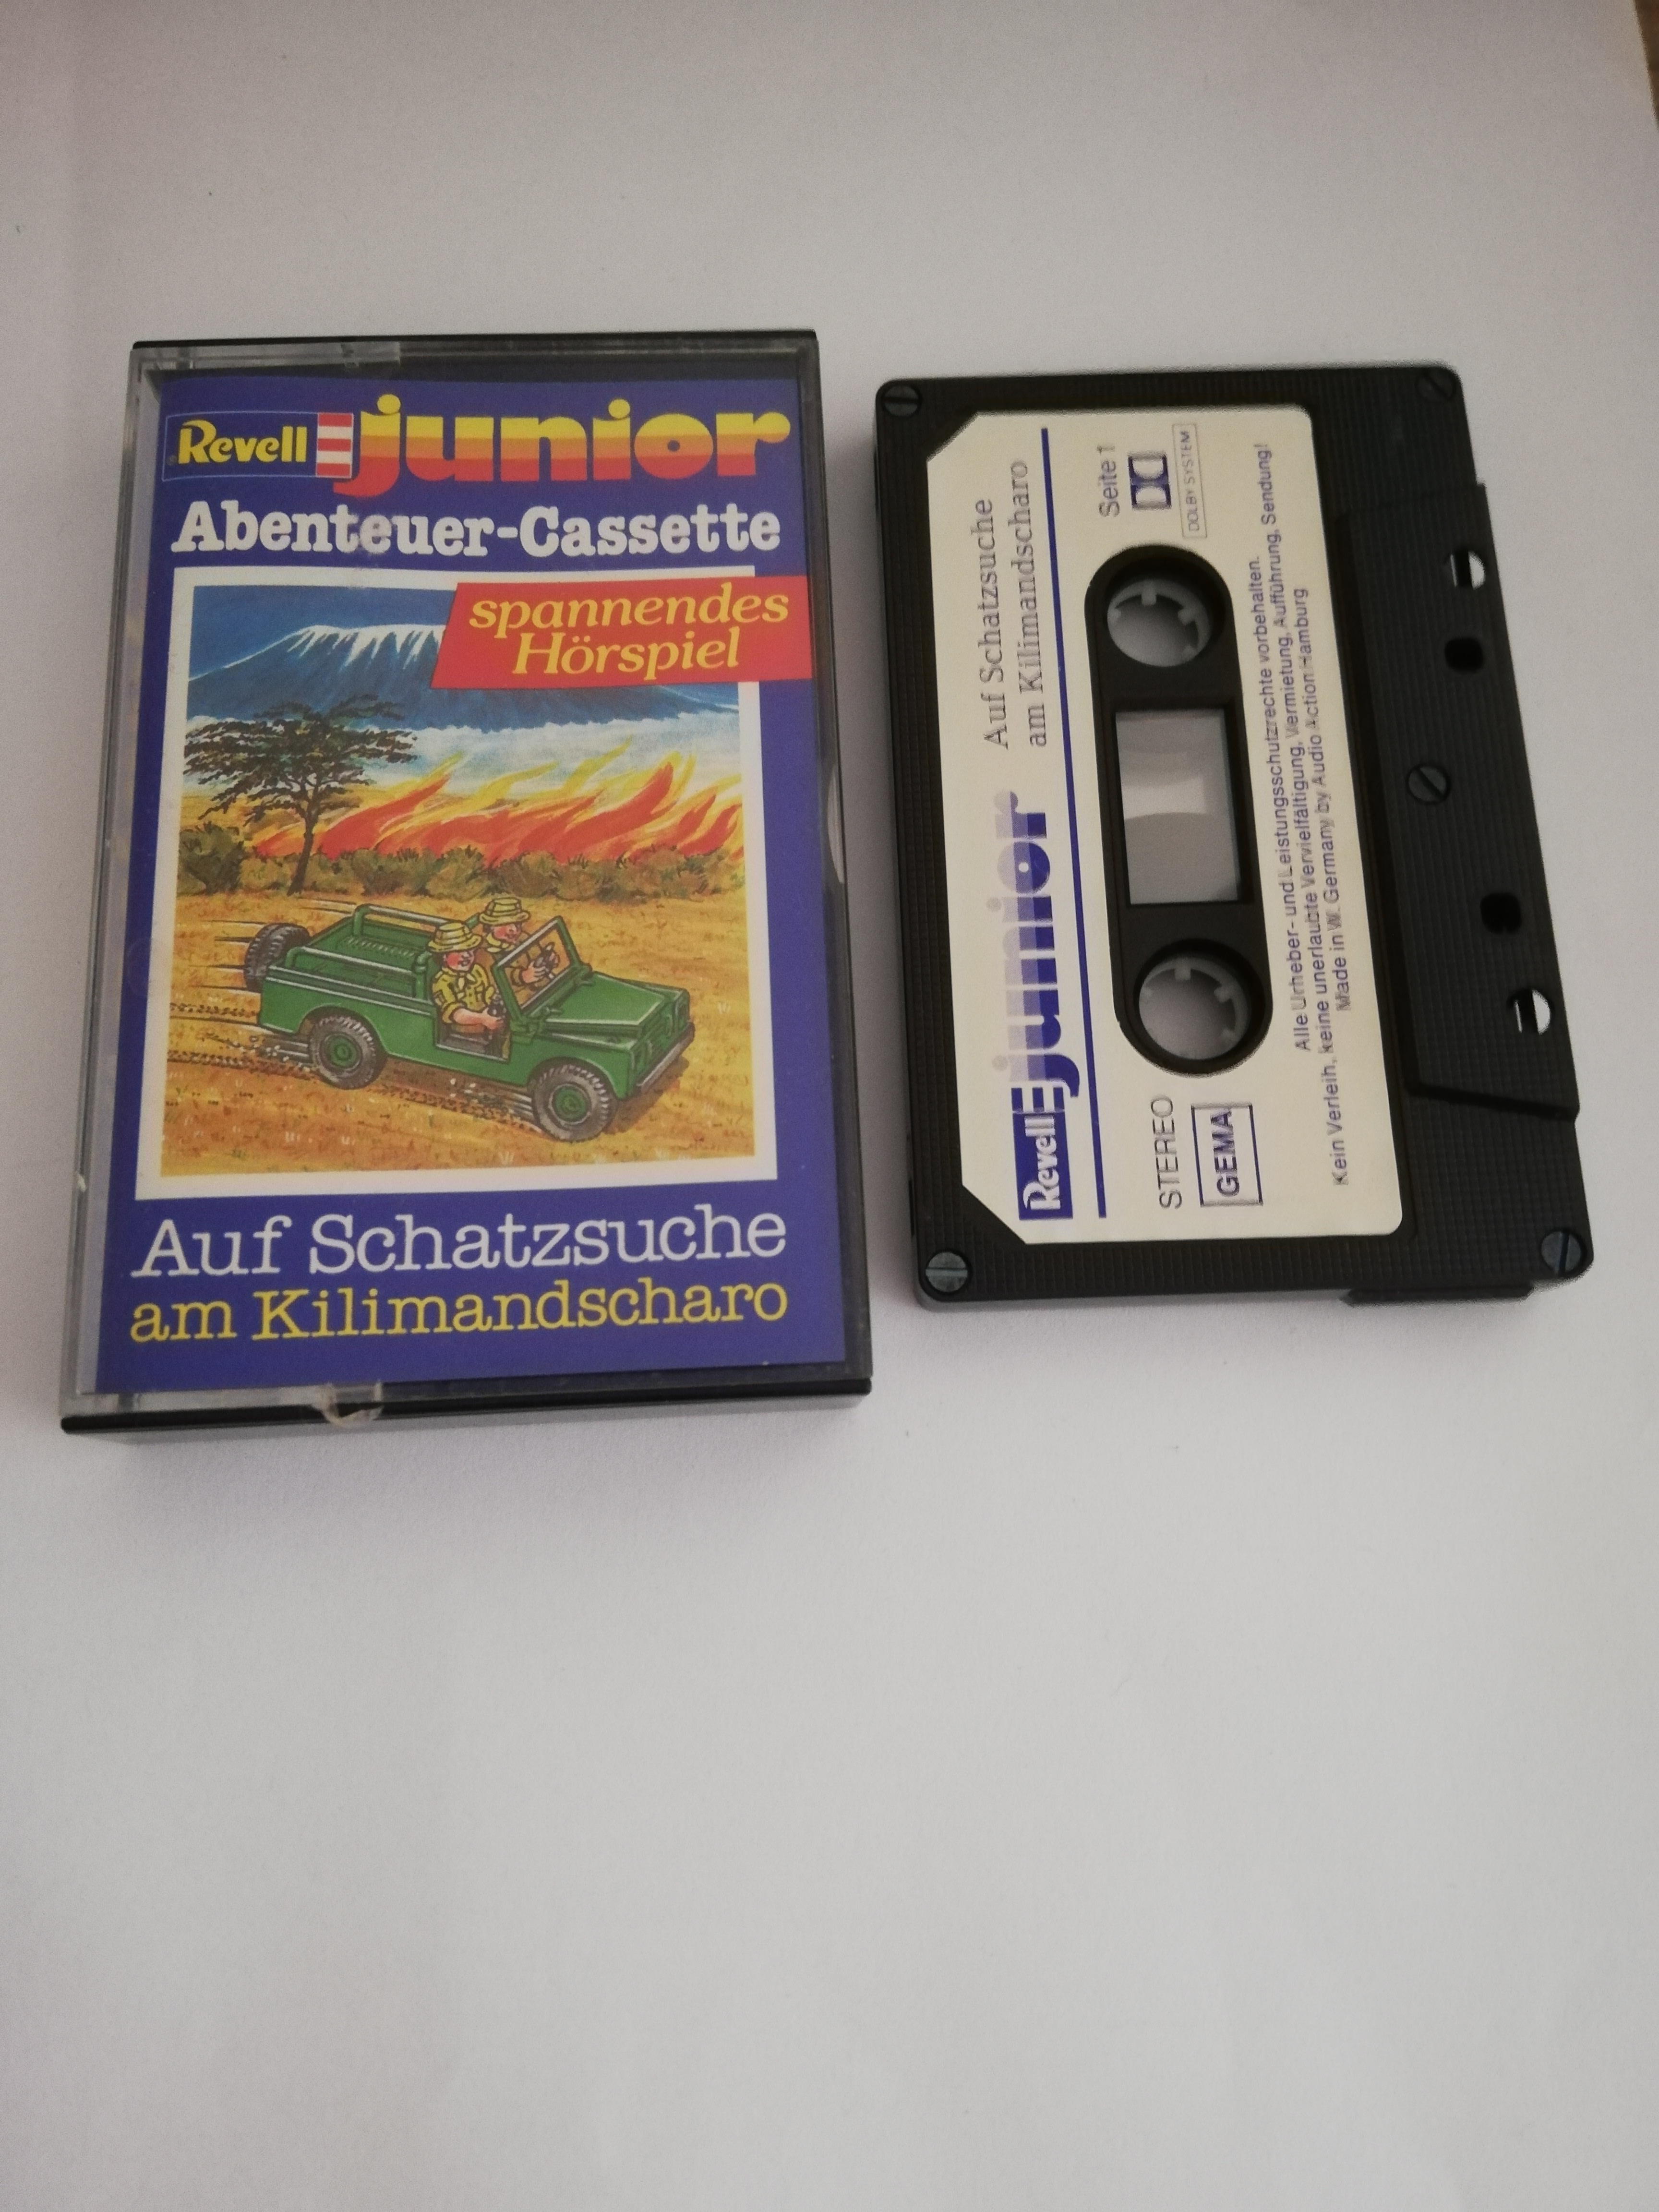 Revell junior
Abenteuer-Cassette
spannendes
Hörspiel
Auf Schatzsuche
am Kilimandscharo
Revell junior
Auf Schatzsuche
am Kilimandscharo
STEREO
GEMA
Seite 1
DOLBY SYSTEM
Alle Urheber- und Leistungsschutzrechte vorbehalten.
Kein Verleih, keine unerlaubte Vervielfältigung, Vermietung, Aufführung, Sendung!
Made in W. Germany by Audio Action Hamburg